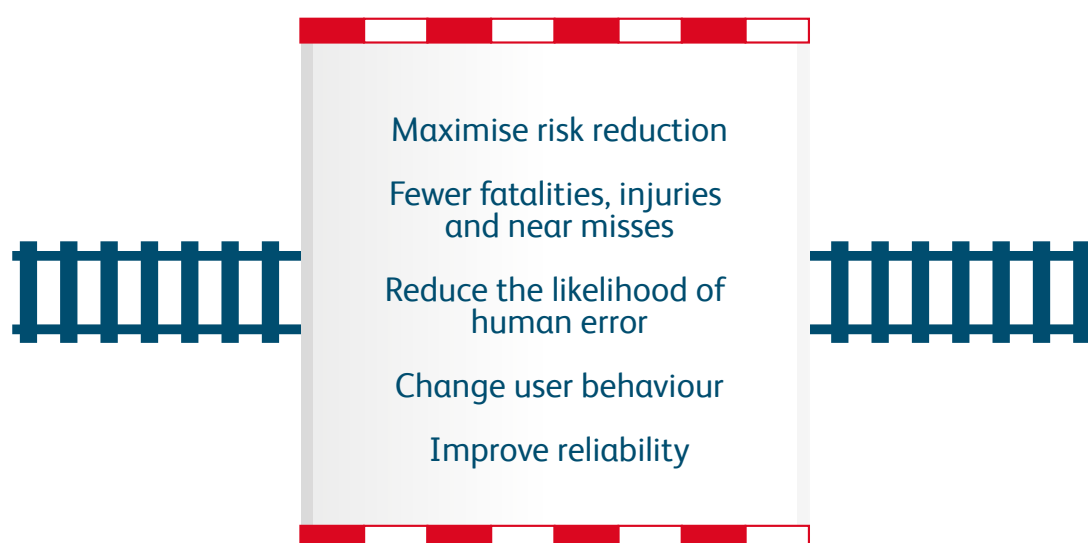 Maximise risk reduction
Fewer fatalities, injuries
and near misses
Reduce the likelihood of
human error
Change user behaviour
Improve reliability